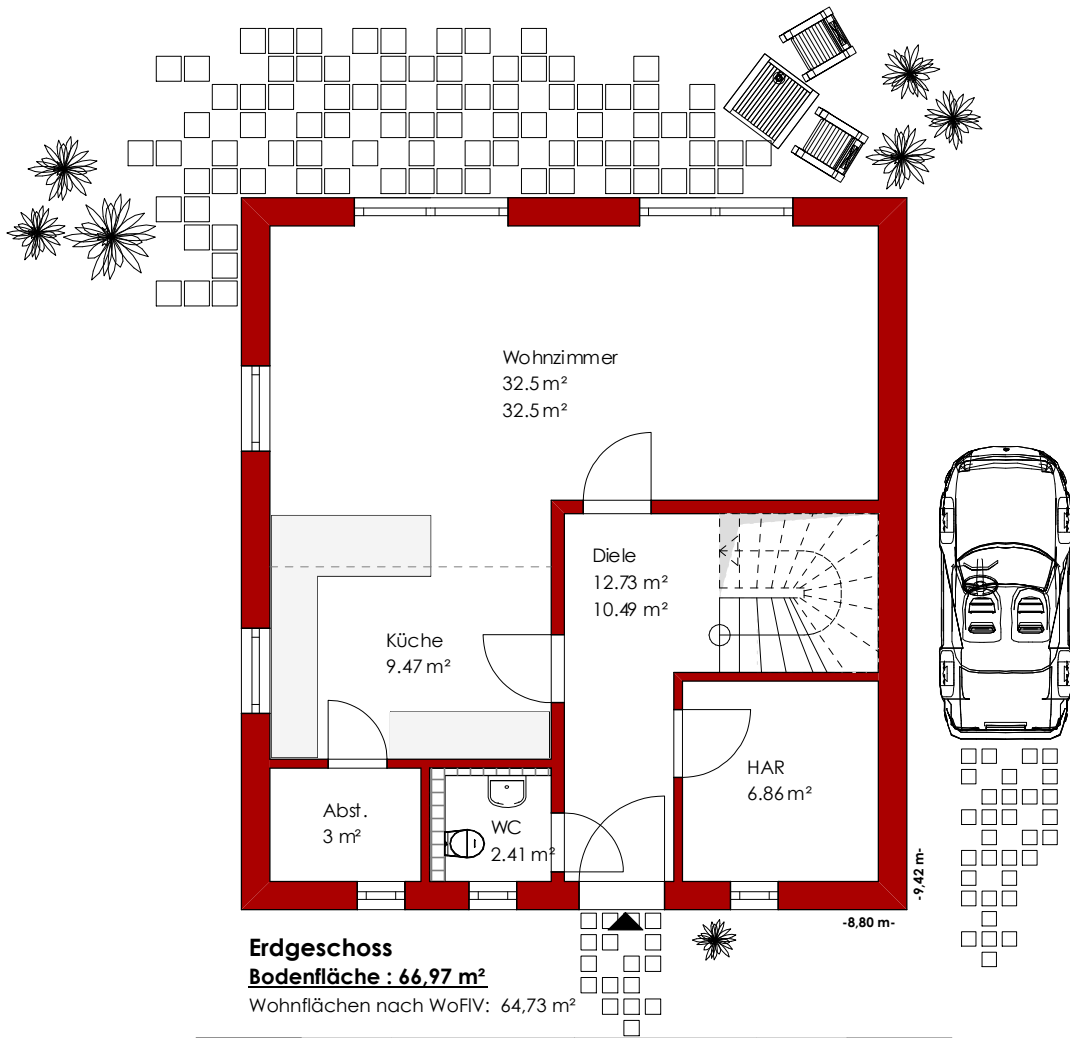 Wohnzimmer
32.5 m²
32.5 m²
Diele
12.73 m²
10.49 m²
Küche
9.47 m²
HAR
6.86 m²
Abst.
3 m²
WC
2.41 m²
-9,42 m-
-8,80 m-
Erdgeschoss
Bodenfläche : 66,97 m²
Wohnflächen nach WoFIV: 64,73 m²